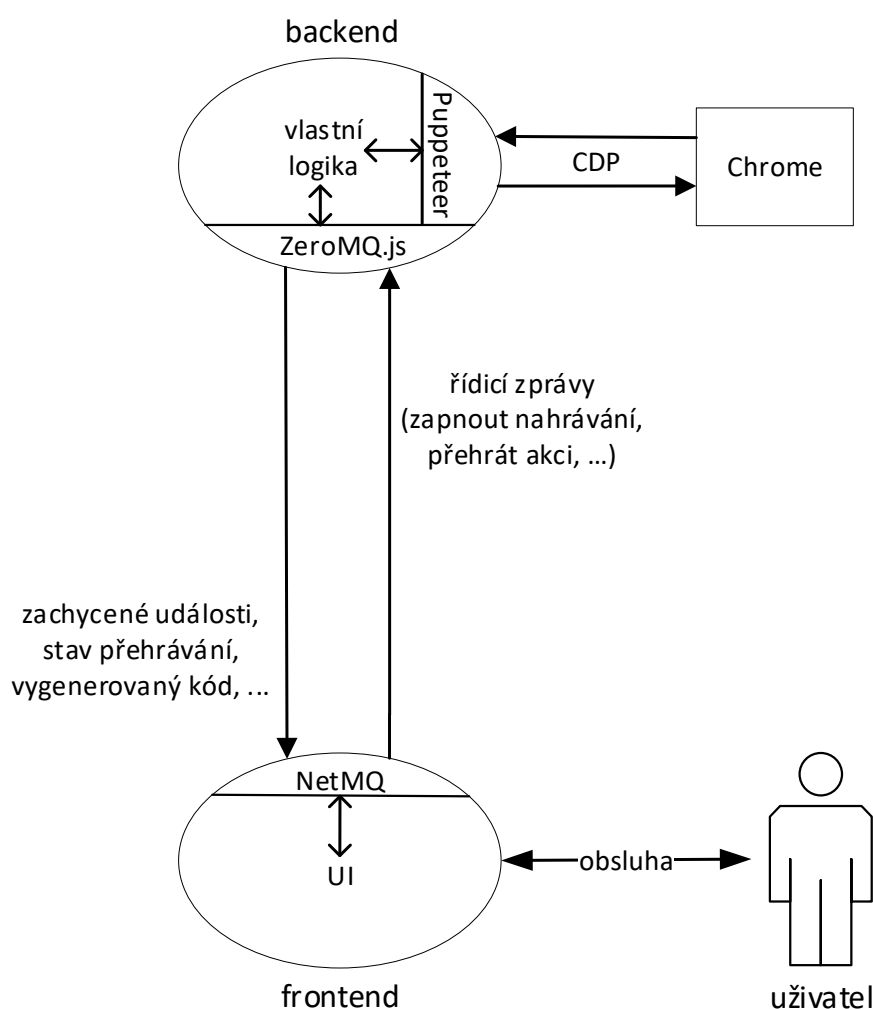 backend
vlastní
logika
Puppeteer
ZeroMQ.js
CDP
Chrome
řídicí zprávy
(zapnout nahrávání,
přehrát akci, ...)
zachycené události,
stav přehrávání,
vygenerovaný kód, ...
NetMQ
UI
obsluha
frontend
uživatel